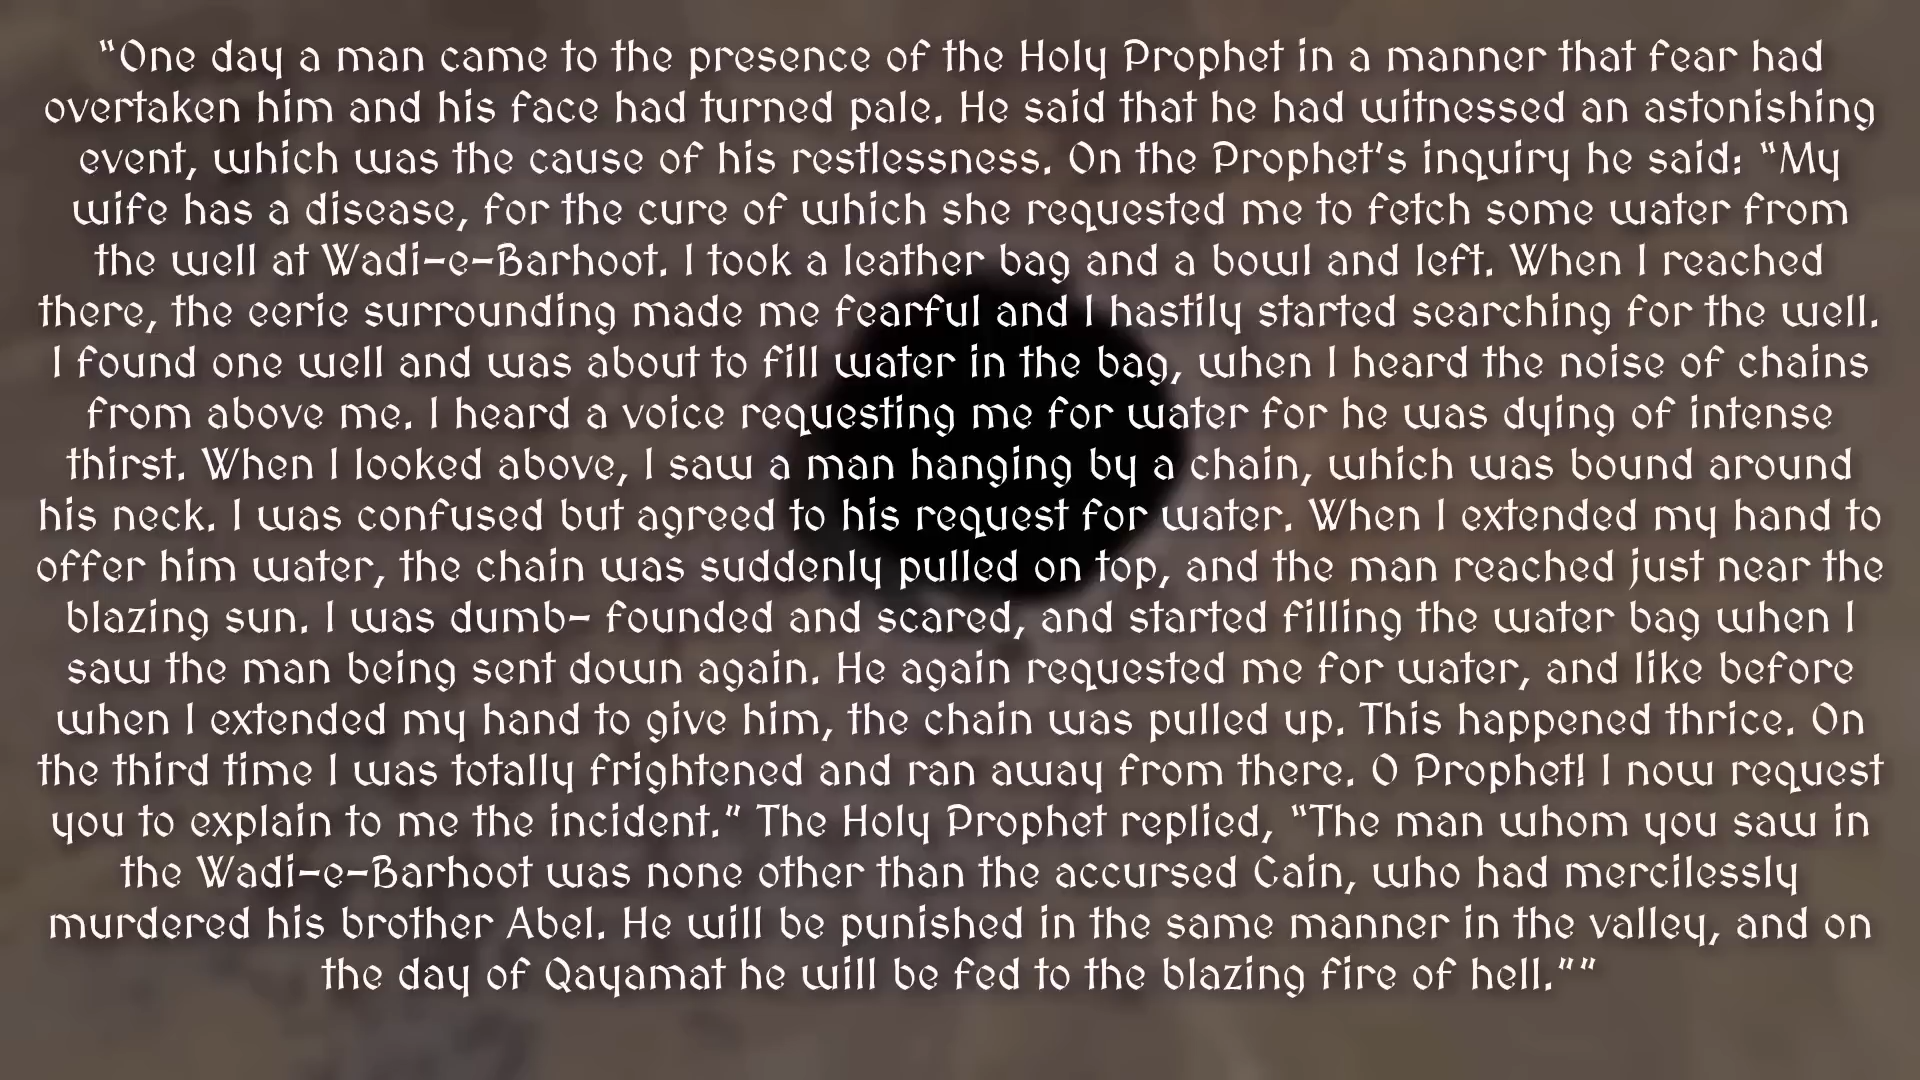 "One day a man came to the presence of the Holy Prophet in a manner that fear had
overtaken him and his face had turned pale. He said that he had witnessed an astonishing
event, which was the cause of his restlessness. On the Prophet's inquiry he said: "My
wife has a disease, for the cure of which she requested me to fetch some water from
the well at Wadi-e-Barhoot. I took a leather bag and a bowl and left. When I reached
there, the eerie surrounding made me fearful and I hastily started searching for the well.
I found one well and was about to fill water in the bag, when I heard the noise of chains
from above me. I heard a voice requesting me for water for he was dying of intense
thirst. When I looked above, I saw a man hanging by a chain, which was bound around
his neck. I was confused but agreed to his request for water. When I extended my hand to
offer him water, the chain was suddenly pulled on top, and the man reached just near the
blazing sun. I was dumb- founded and scared, and started filling the water bag when I
saw the man being sent down again. He again requested me for water, and like before
when I extended my hand to give him, the chain was pulled up. This happened thrice. On
the third time I was totally frightened and ran away from there. O Prophet! I now request
you to explain to me the incident." The Holy Prophet replied, "The man whom you saw in
the Wadi-e-Barhoot was none other than the accursed Cain, who had mercilessly
murdered his brother Abel. He will be punished in the same manner in the valley, and on
the day of Qayamat he will be fed to the blazing fire of hell.""